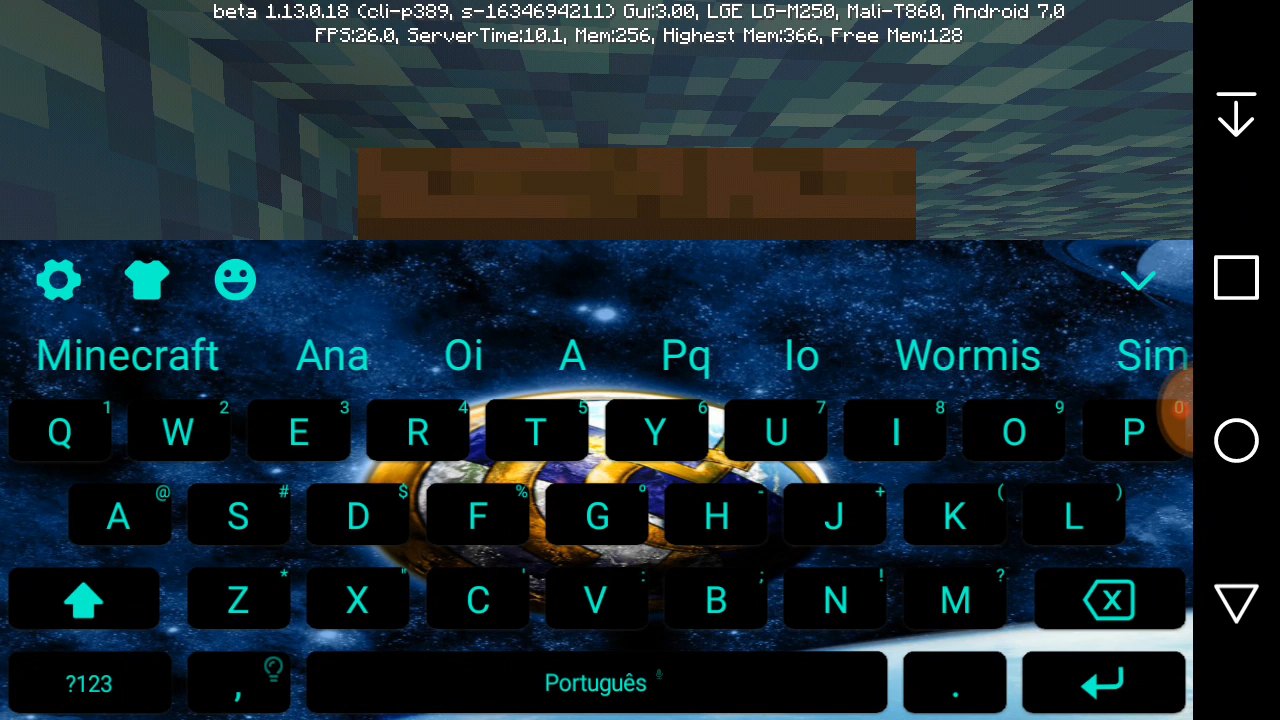 beta 1.13.0.18 (cli-p389, s-1634694211) Gui:3.00, LGE LG-M250, Mali-T860, Android 7.0
FPS:26.0, ServerTime:10.1, Mem:256, Highest Mem:366, Free Mem:128
Minecraft Ana Oi A Pq Io Wormis Sim
Q 1 W 2 E 3 R 4 T 5 Y 6 U 7 I 8 O 9 P 0
A @ S # D $ F % G º H - J + K ( L )
Z * X " C ' V : B ; N ! M ?
?123 , Português .